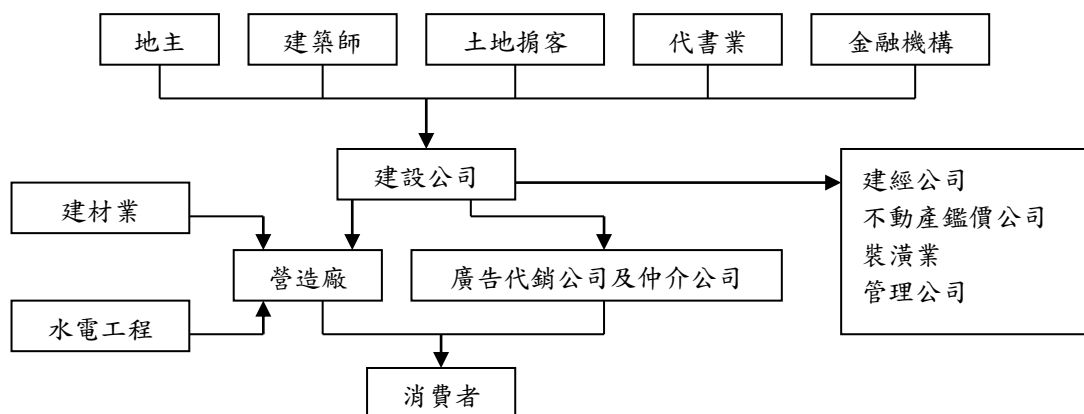 地主
建築師
土地掮客
代書業
金融機構
建設公司
建經公司
不動產鑑價公司
裝潢業
管理公司
建材業
營造廠
廣告代銷公司及仲介公司
水電工程
消費者